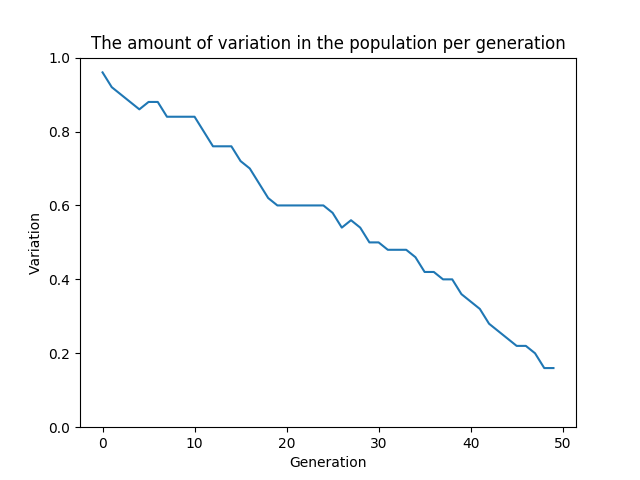 The amount of variation in the population per generation
1.0
0.8
0.6
0.4
0.2
0.0
Variation
0 10 20 30 40 50
Generation